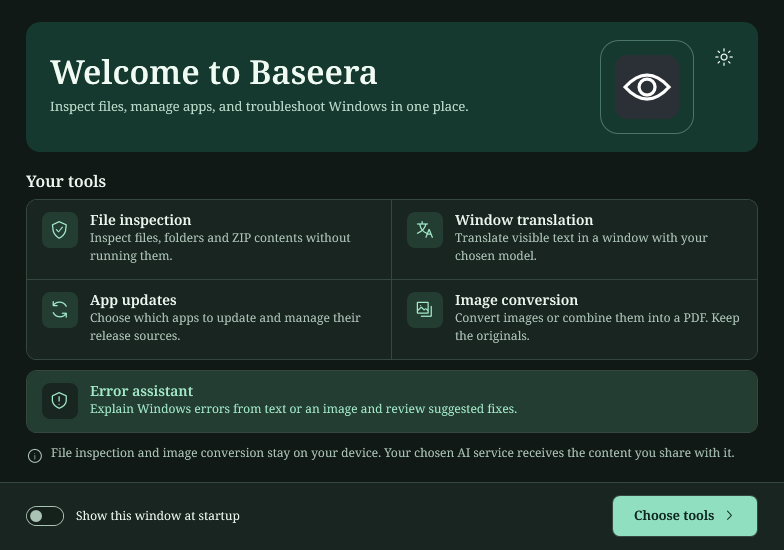 Welcome to Baseera
Inspect files, manage apps, and troubleshoot Windows in one place.
Your tools
File inspection
Inspect files, folders and ZIP contents without
running them.
Window translation
Translate visible text in a window with your
chosen model.
App updates
Choose which apps to update and manage their
release sources.
Image conversion
Convert images or combine them into a PDF. Keep
the originals.
Error assistant
Explain Windows errors from text or an image and review suggested fixes.
File inspection and image conversion stay on your device. Your chosen AI service receives the content you share with it.
Show this window at startup
Choose tools